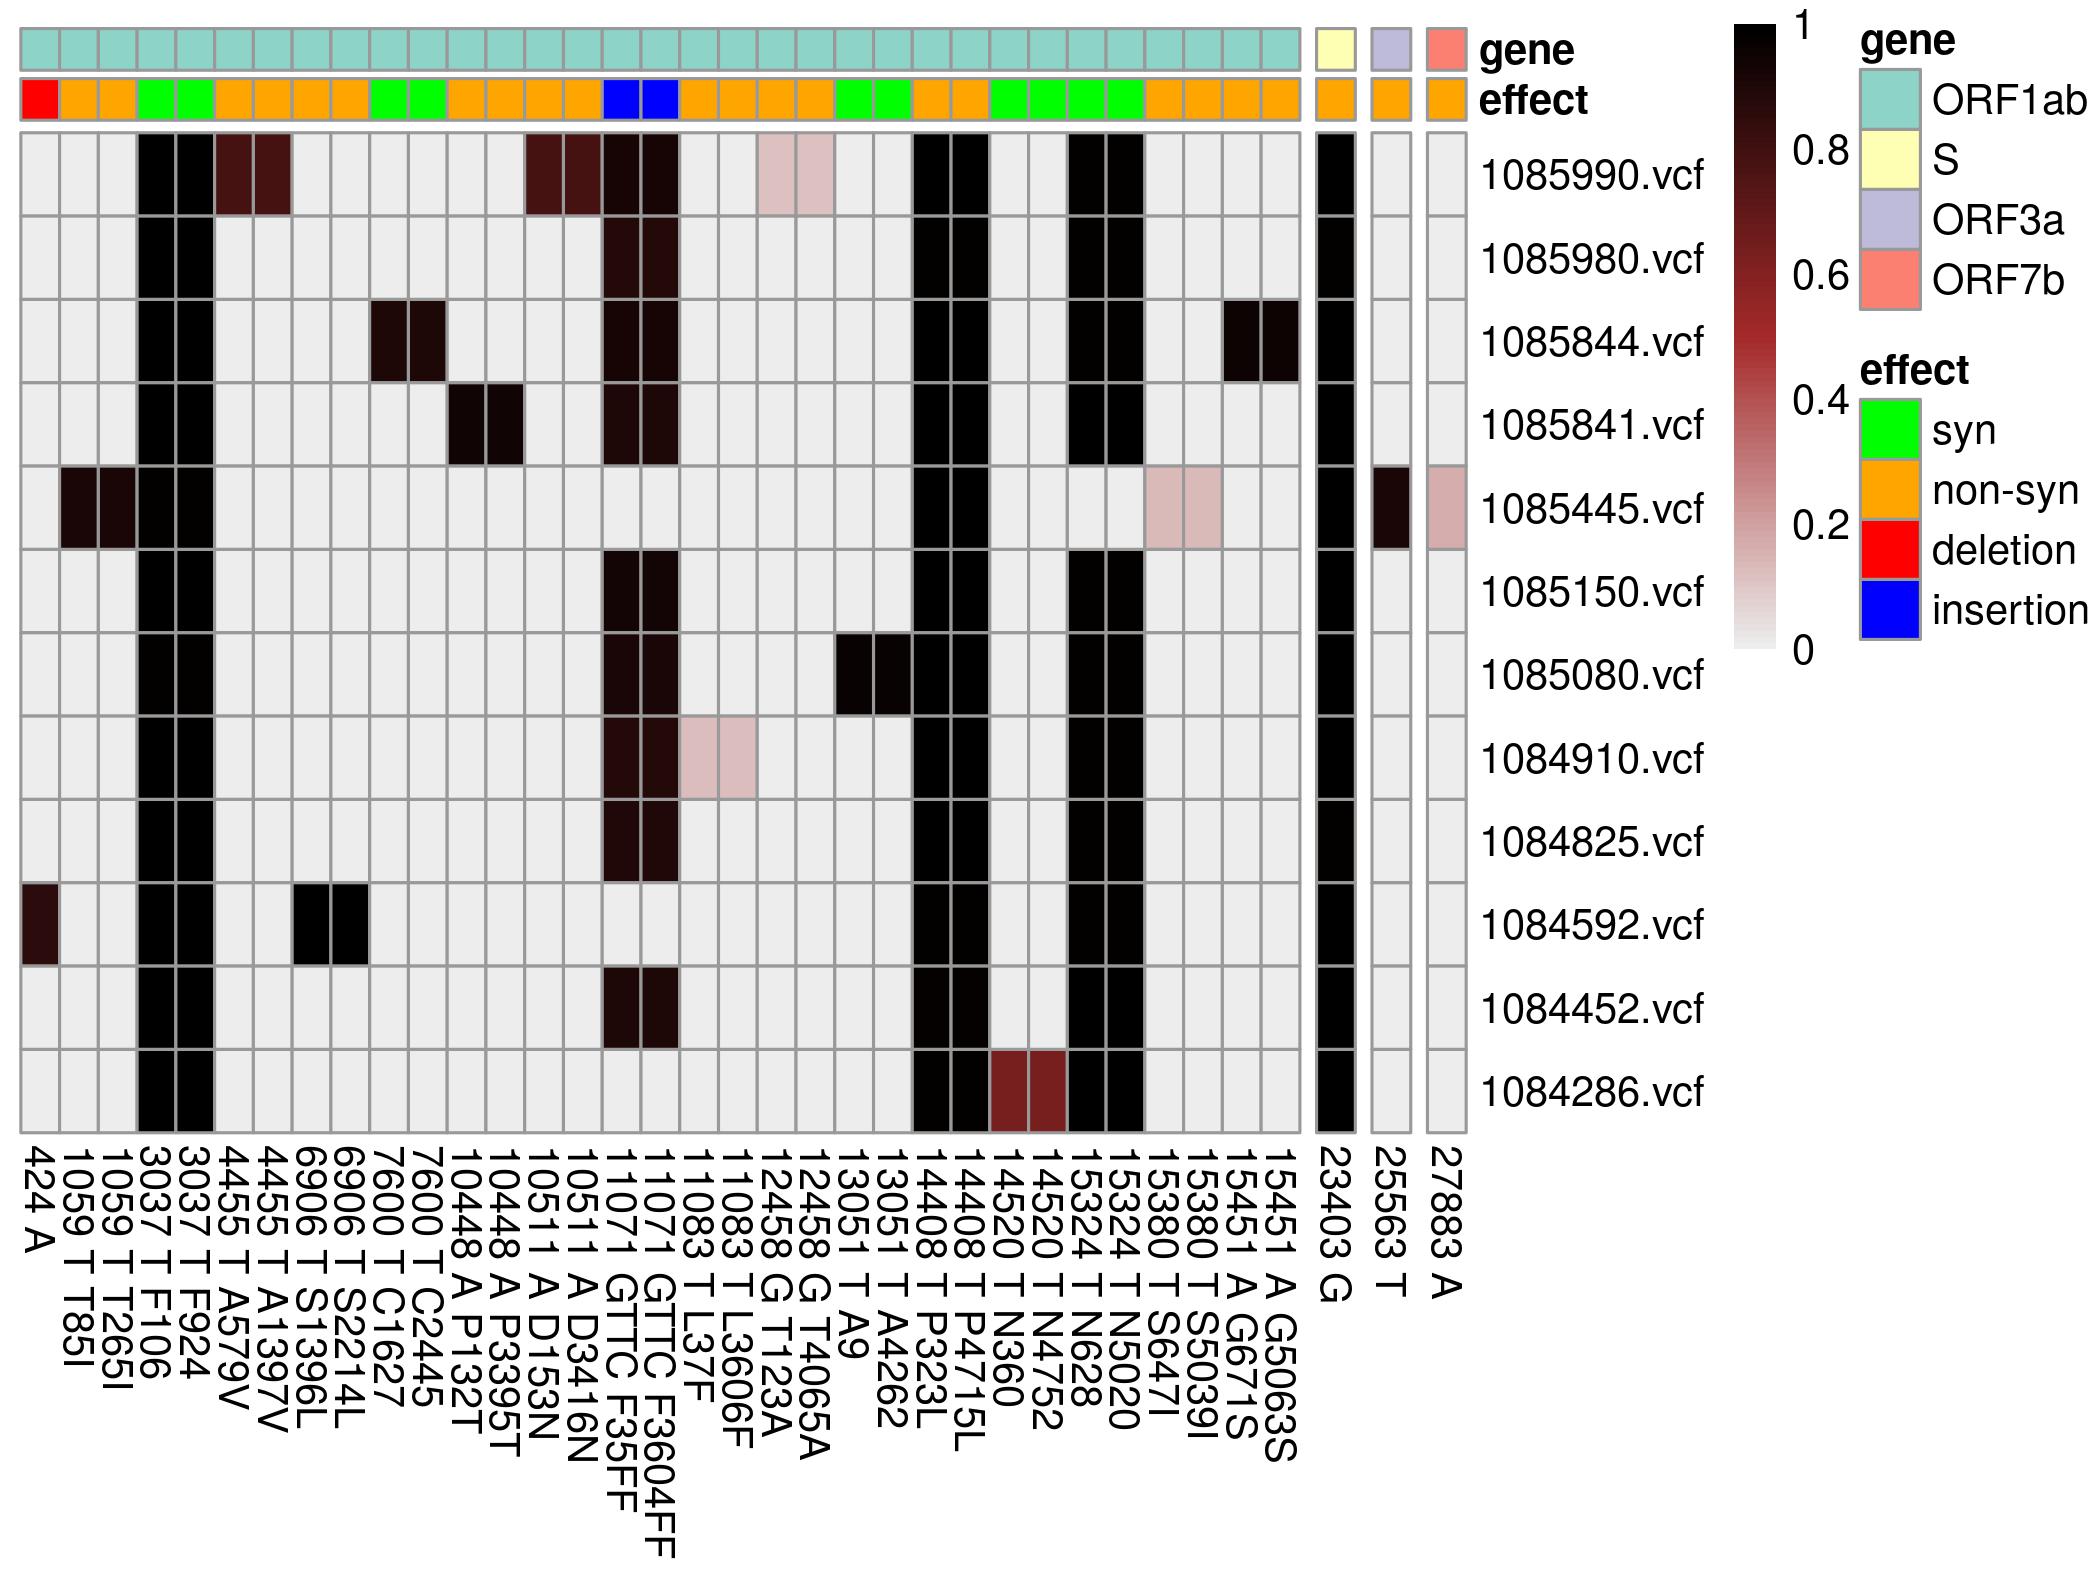 gene
effect
1085990.vcf
1085980.vcf
1085844.vcf
1085841.vcf
1085445.vcf
1085150.vcf
1085080.vcf
1084910.vcf
1084825.vcf
1084592.vcf
1084452.vcf
1084286.vcf
424 A
1059 T T85I
1059 T T265I
3037 T F106
3037 T F924
4455 T A579V
4455 T A1397V
6906 T S1396L
6906 T S2214L
7600 T C1627
7600 T C2445
10448 A P132T
10448 A P3395T
10511 A D153N
10511 A D3416N
11071 GTTC F35FF
11071 GTTC F3604FF
11083 T L37F
11083 T L3606F
12458 G T123A
12458 G T4065A
13051 T A9
13051 T A4262
14408 T P323L
14408 T P4715L
14520 T N360
14520 T N4752
15324 T N628
15324 T N5020
15380 T S647I
15380 T S5039I
15451 A G671S
15451 A G5063S
23403 G
25563 T
27883 A
1
0.8
0.6
0.4
0.2
0
gene
ORF1ab
S
ORF3a
ORF7b
effect
syn
non-syn
deletion
insertion